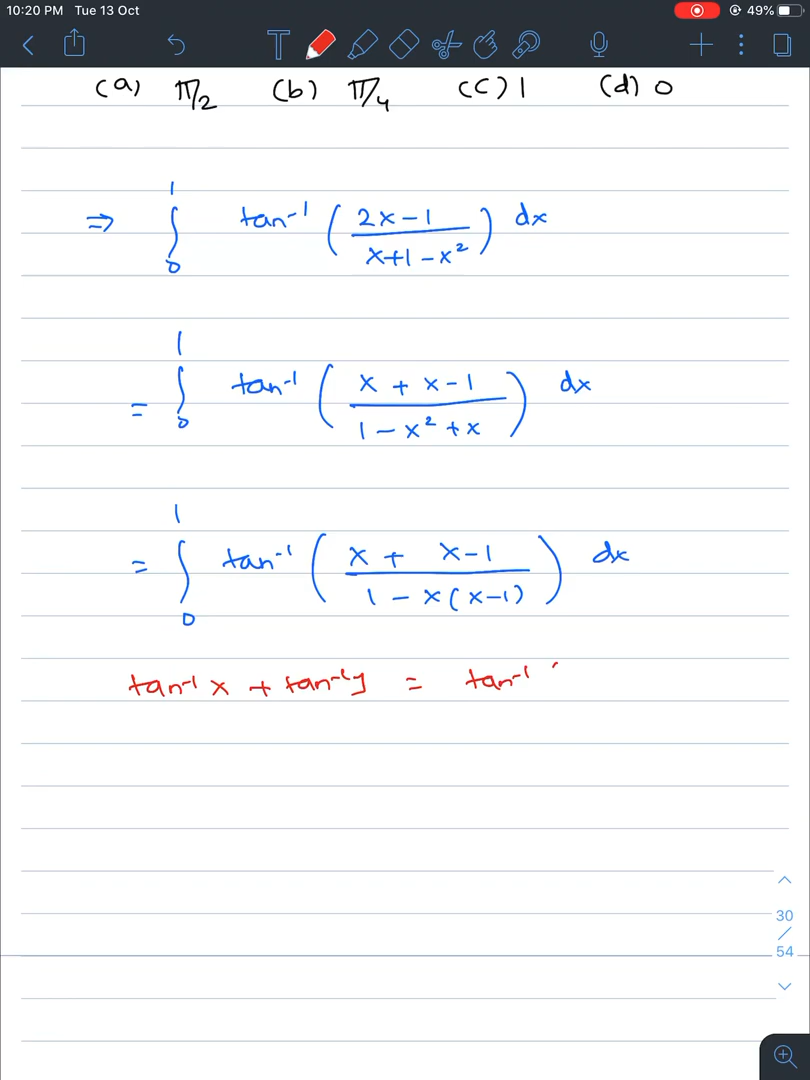 10:20 PM Tue 13 Oct 49%
T
(a) π/2 (b) π/4 (c) 1 (d) 0
⇒ ∫₀¹ tan⁻¹ ( (2x-1)/(x+1-x²) ) dx
= ∫₀¹ tan⁻¹ ( (x + x-1)/(1-x²+x) ) dx
= ∫₀¹ tan⁻¹ ( (x + x-1)/(1-x(x-1)) ) dx
tan⁻¹x + tan⁻¹y = tan⁻¹
30
/
54